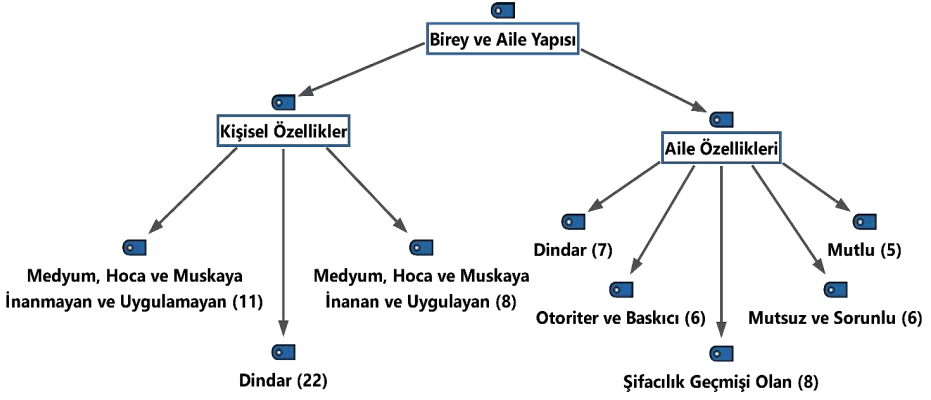 Birey ve Aile Yapısı
Kişisel Özellikler
Aile Özellikleri
Medyum, Hoca ve Muskaya
İnanmayan ve Uygulamayan (11)
Dindar (22)
Medyum, Hoca ve Muskaya
İnanan ve Uygulayan (8)
Dindar (7)
Otoriter ve Baskıcı (6)
Şifacılık Geçmişi Olan (8)
Mutsuz ve Sorunlu (6)
Mutlu (5)